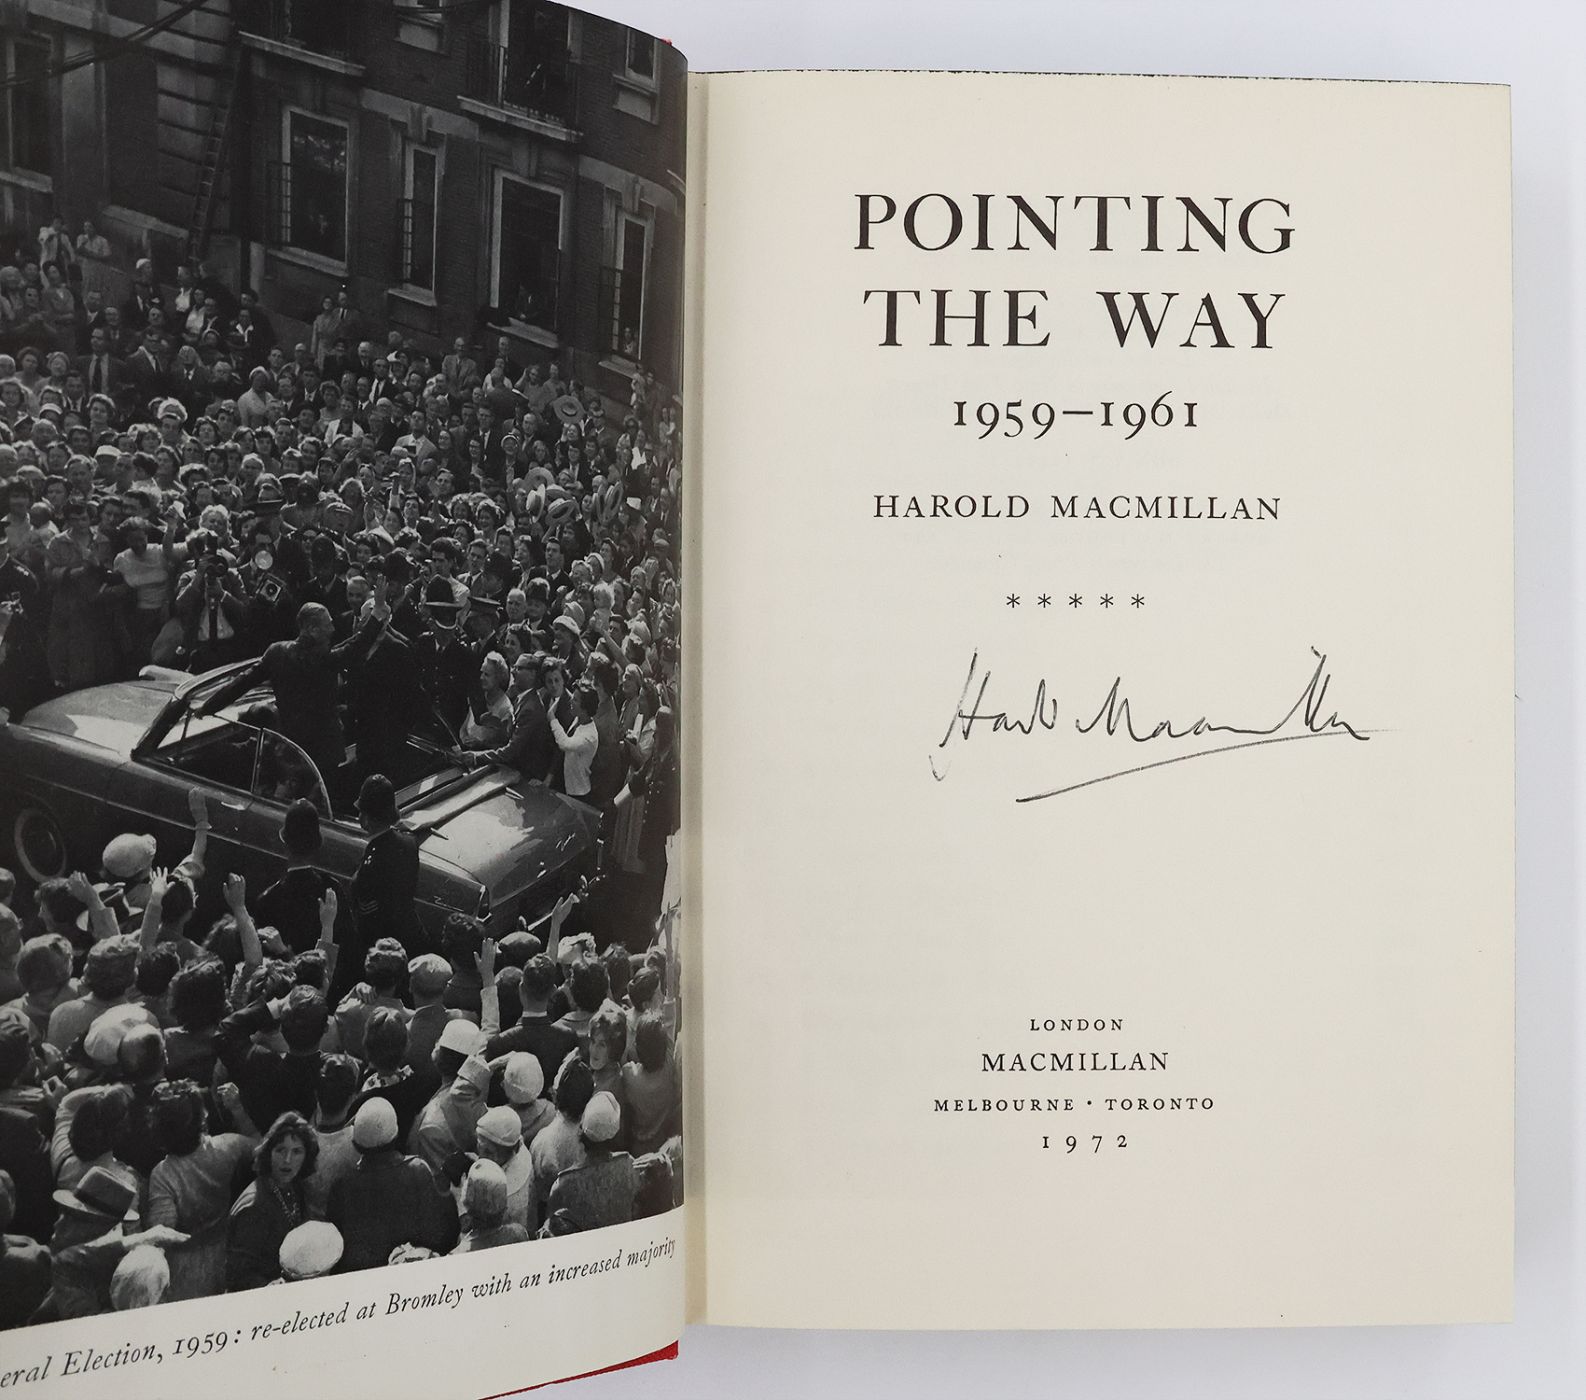 eral Election, 1959: re-elected at Bromley with an increased majority
POINTING
THE WAY
1959–1961
HAROLD MACMILLAN
* * * * *
Harold Macmillan
LONDON
MACMILLAN
MELBOURNE · TORONTO
1972